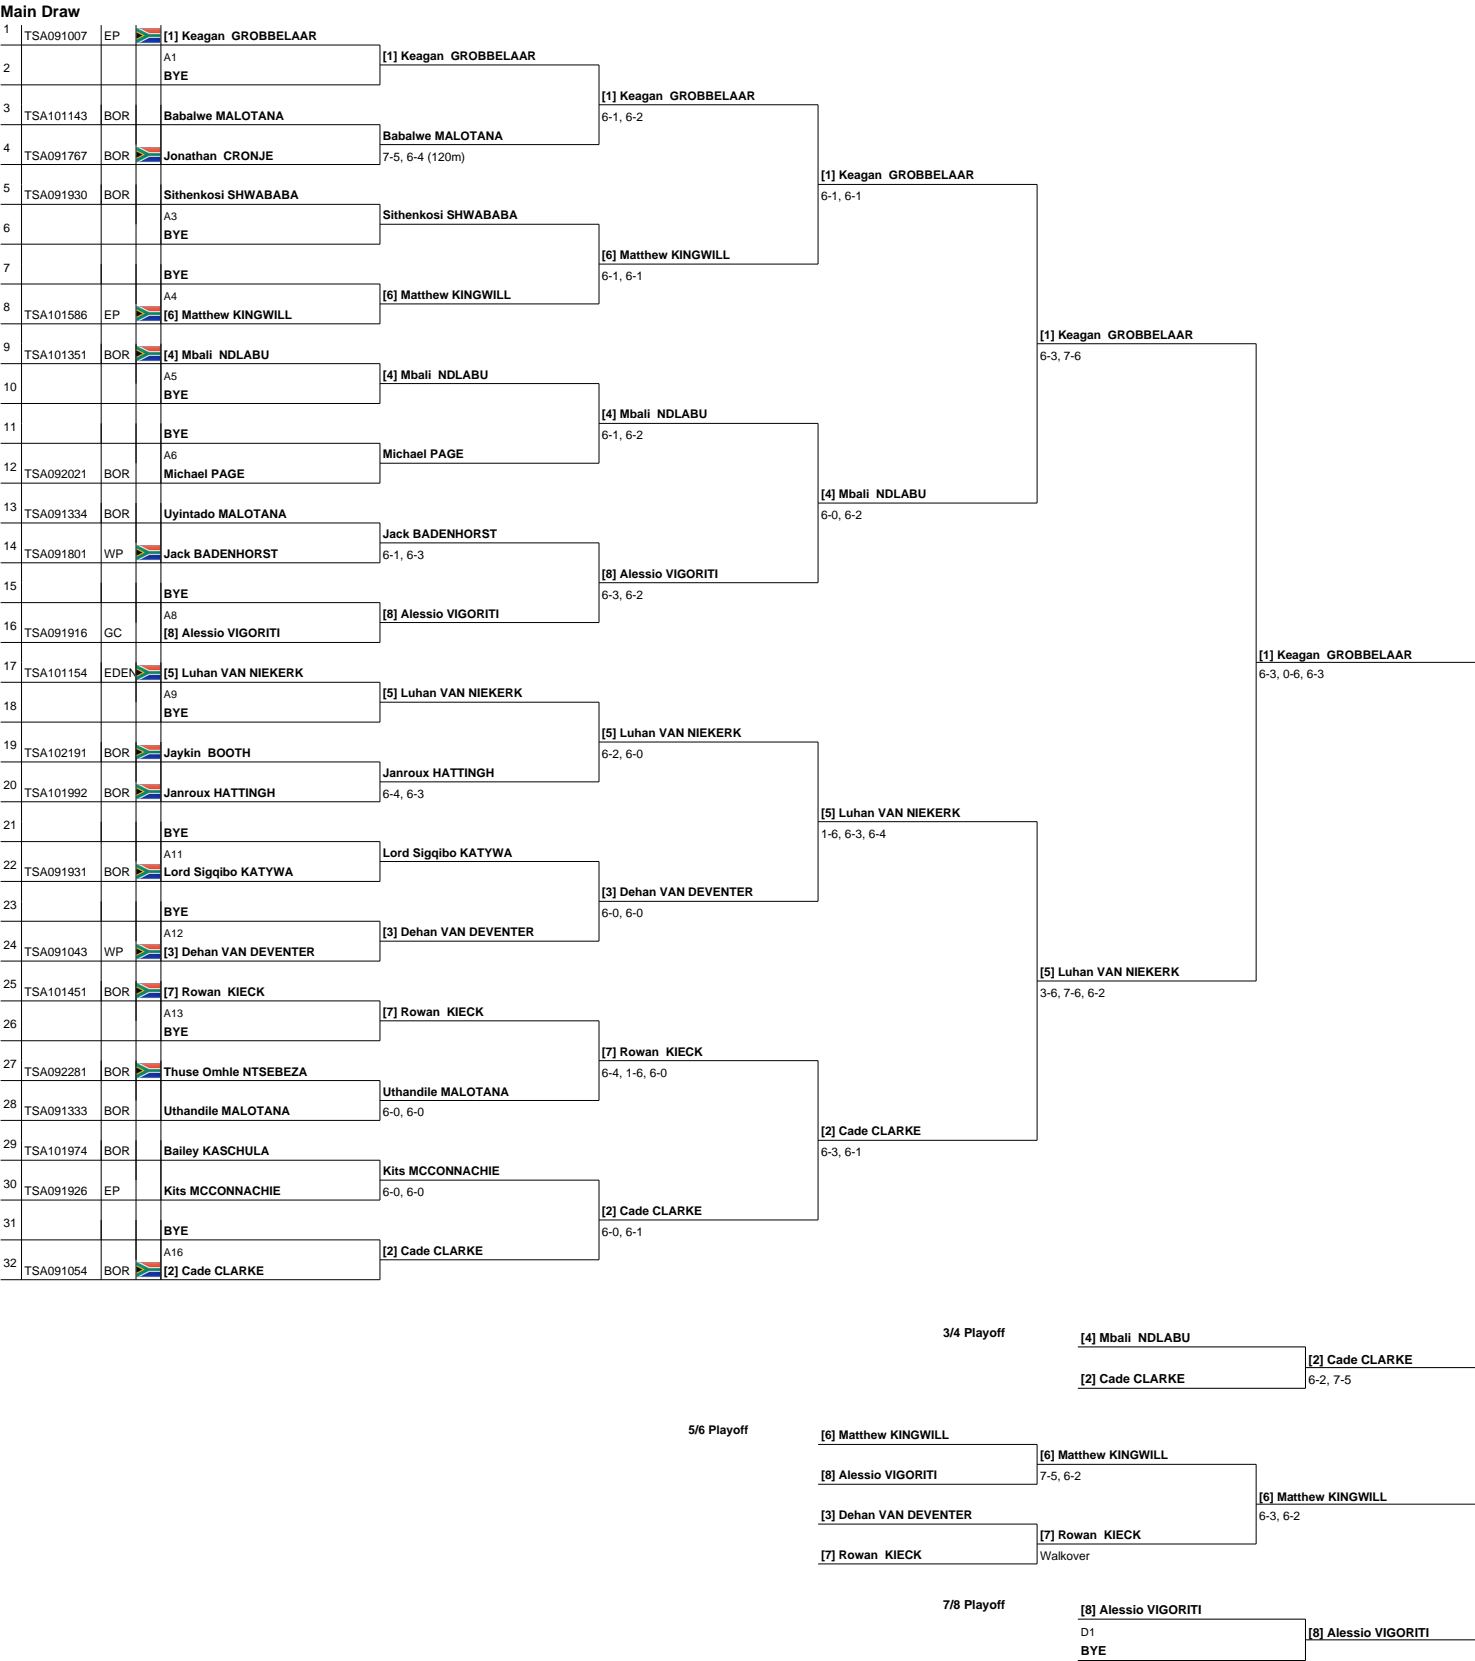 Main Draw
1 TSA091007 EP [1] Keagan GROBBELAAR
A1 [1] Keagan GROBBELAAR
2 BYE
[1] Keagan GROBBELAAR
3 TSA101143 BOR Babalwe MALOTANA 6-1, 6-2
Babalwe MALOTANA
4 TSA091767 BOR Jonathan CRONJE 7-5, 6-4 (120m)
[1] Keagan GROBBELAAR
5 TSA091930 BOR Sithenkosi SHWABABA 6-1, 6-1
A3 Sithenkosi SHWABABA
6 BYE
[6] Matthew KINGWILL
7 BYE 6-1, 6-1
A4 [6] Matthew KINGWILL
8 TSA101586 EP [6] Matthew KINGWILL
[1] Keagan GROBBELAAR
9 TSA101351 BOR [4] Mbali NDLABU 6-3, 7-6
A5 [4] Mbali NDLABU
10 BYE
[4] Mbali NDLABU
11 BYE 6-1, 6-2
A6 Michael PAGE
12 TSA092021 BOR Michael PAGE
[4] Mbali NDLABU
13 TSA091334 BOR Uyintado MALOTANA 6-0, 6-2
Jack BADENHORST
14 TSA091801 WP Jack BADENHORST 6-1, 6-3
[8] Alessio VIGORITI
15 BYE 6-3, 6-2
A8 [8] Alessio VIGORITI
16 TSA091916 GC [8] Alessio VIGORITI
[1] Keagan GROBBELAAR
17 TSA101154 EDEN [5] Luhan VAN NIEKERK 6-3, 0-6, 6-3
A9 [5] Luhan VAN NIEKERK
18 BYE
[5] Luhan VAN NIEKERK
19 TSA102191 BOR Jaykin BOOTH 6-2, 6-0
Janroux HATTINGH
20 TSA101992 BOR Janroux HATTINGH 6-4, 6-3
[5] Luhan VAN NIEKERK
21 BYE 1-6, 6-3, 6-4
A11 Lord Sigqibo KATYWA
22 TSA091931 BOR Lord Sigqibo KATYWA
[3] Dehan VAN DEVENTER
23 BYE 6-0, 6-0
A12 [3] Dehan VAN DEVENTER
24 TSA091043 WP [3] Dehan VAN DEVENTER
[5] Luhan VAN NIEKERK
25 TSA101451 BOR [7] Rowan KIECK 3-6, 7-6, 6-2
A13 [7] Rowan KIECK
26 BYE
[7] Rowan KIECK
27 TSA092281 BOR Thuse Omhle NTSEBEZA 6-4, 1-6, 6-0
Uthandile MALOTANA
28 TSA091333 BOR Uthandile MALOTANA 6-0, 6-0
[2] Cade CLARKE
29 TSA101974 BOR Bailey KASCHULA 6-3, 6-1
Kits MCCONNACHIE
30 TSA091926 EP Kits MCCONNACHIE 6-0, 6-0
[2] Cade CLARKE
31 BYE 6-0, 6-1
A16 [2] Cade CLARKE
32 TSA091054 BOR [2] Cade CLARKE
3/4 Playoff [4] Mbali NDLABU
[2] Cade CLARKE
[2] Cade CLARKE 6-2, 7-5
5/6 Playoff [6] Matthew KINGWILL
[6] Matthew KINGWILL
[8] Alessio VIGORITI 7-5, 6-2
[6] Matthew KINGWILL
[3] Dehan VAN DEVENTER 6-3, 6-2
[7] Rowan KIECK
[7] Rowan KIECK Walkover
7/8 Playoff [8] Alessio VIGORITI
D1 [8] Alessio VIGORITI
BYE